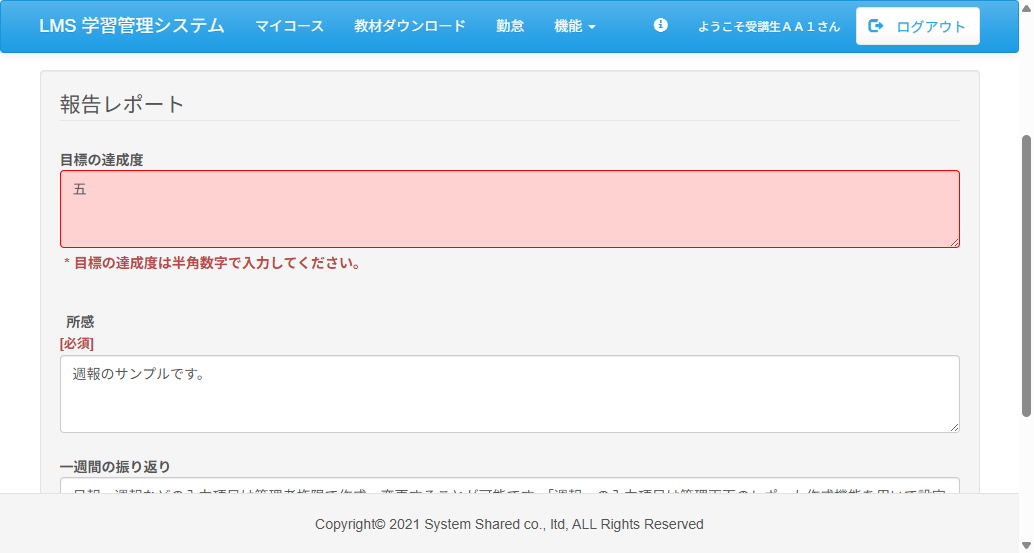 LMS 学習管理システム マイコース 教材ダウンロード 勤怠 機能 ようこそ受講生ＡＡ１さん ログアウト
報告レポート
目標の達成度
五
* 目標の達成度は半角数字で入力してください。
所感
[必須]
週報のサンプルです。
一週間の振り返り
Copyright© 2021 System Shared co., ltd, ALL Rights Reserved